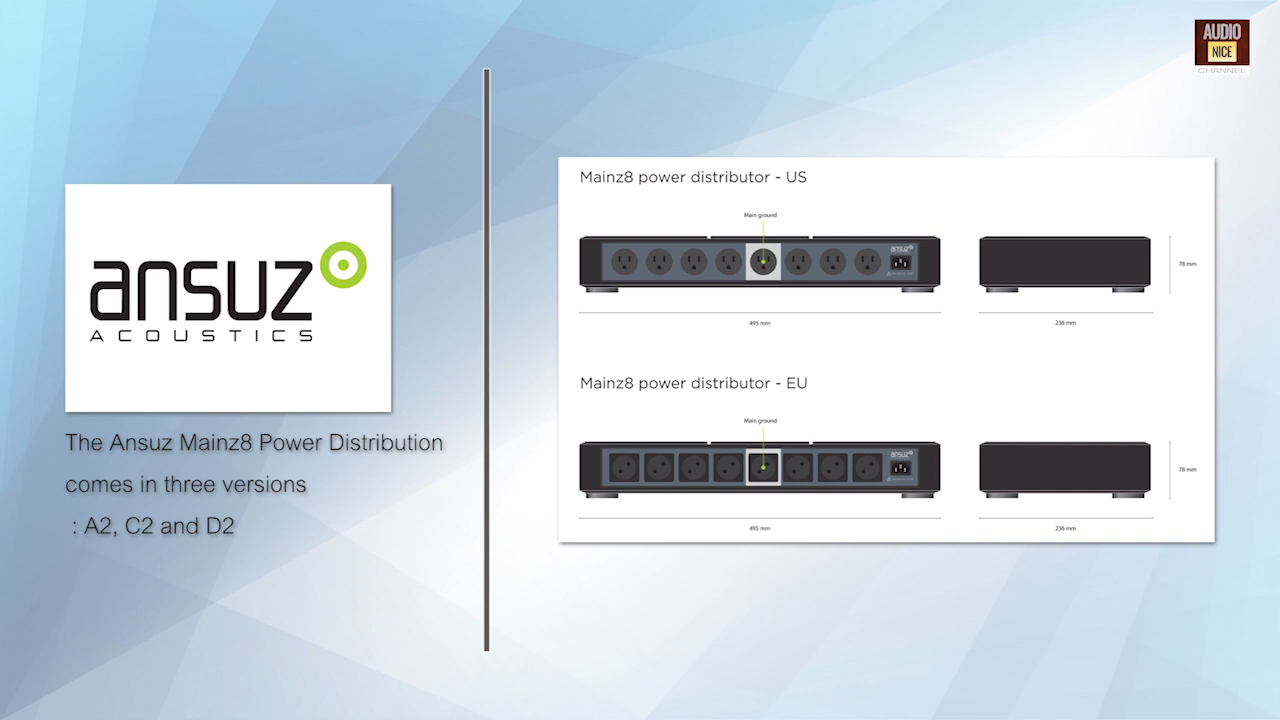 AUDIO
NICE
CHANNEL
ansuz
ACOUSTICS
The Ansuz Mainz8 Power Distribution
comes in three versions
: A2, C2 and D2
Mainz8 power distributor - US
Main ground
ansuz
78 mm
495 mm
236 mm
Mainz8 power distributor - EU
Main ground
ansuz
78 mm
495 mm
236 mm